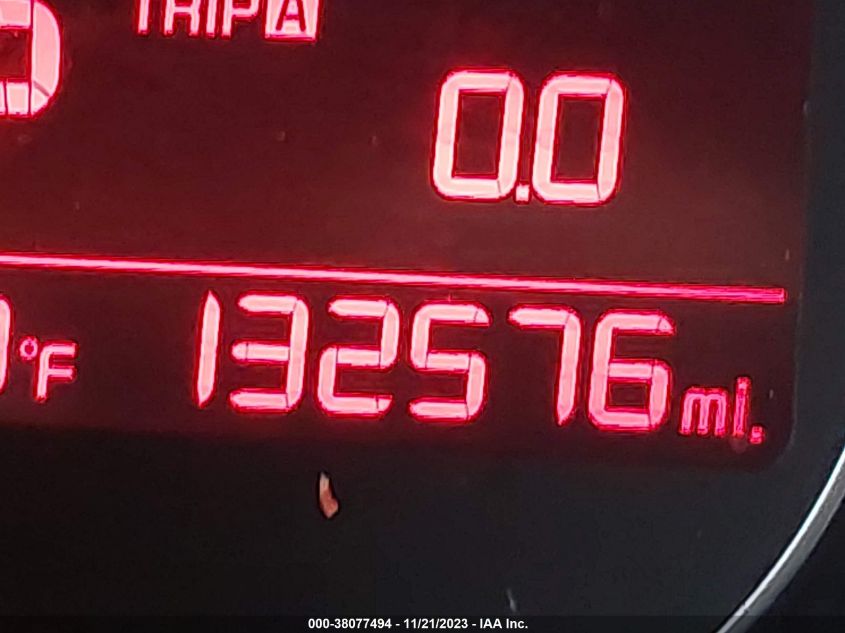 TRIP A
0.0
°F 132576 mi.
000-38077494 - 11/21/2023 - IAA Inc.